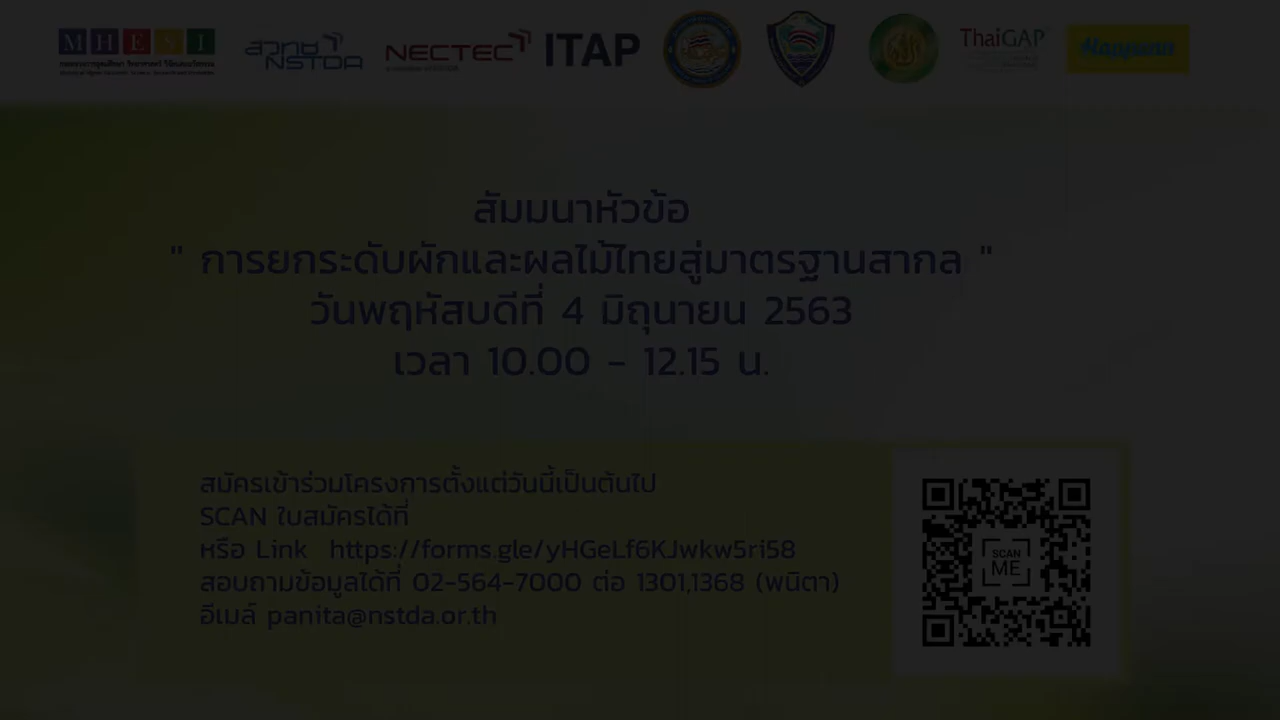 MHESI
สวทช
NSTDA
NECTEC
ITAP
ThaiGAP
สัมมนาหัวข้อ
" การยกระดับผักและผลไม้ไทยสู่มาตรฐานสากล "
วันพฤหัสบดีที่ 4 มิถุนายน 2563
เวลา 10.00 - 12.15 น.
สมัครเข้าร่วมโครงการตั้งแต่วันนี้เป็นต้นไป
SCAN ใบสมัครได้ที่
หรือ Link https://forms.gle/yHGeLf6KJwkw5ri58
สอบถามข้อมูลได้ที่ 02-564-7000 ต่อ 1301,1368 (พนิตา)
อีเมล์ panita@nstda.or.th
SCAN
ME